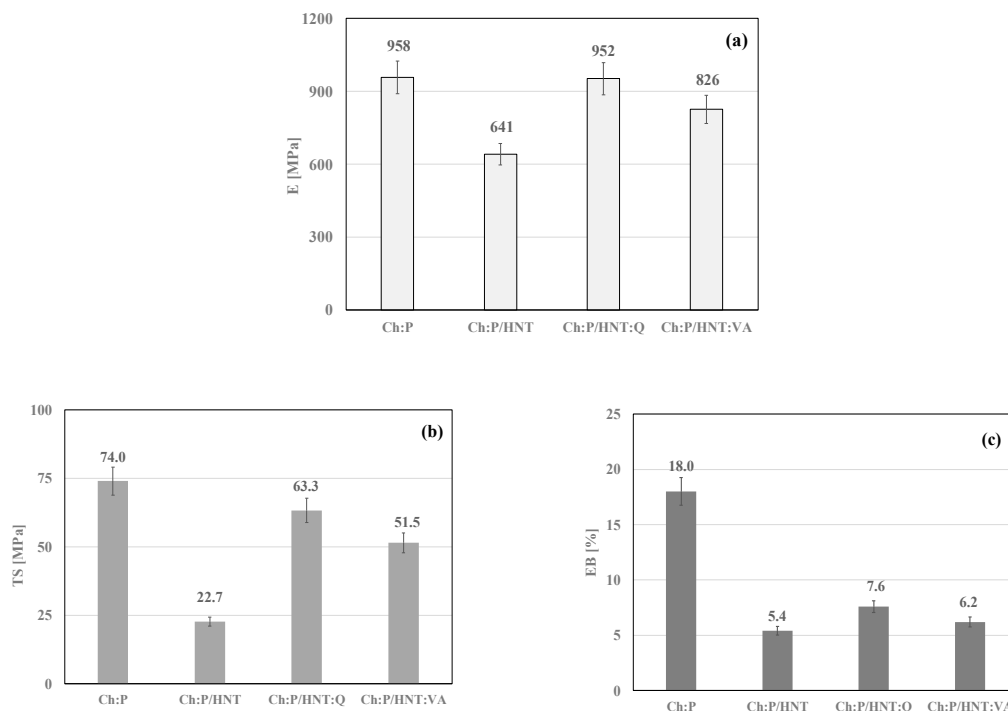 1200
(a)
958
952
900
826
641
E [MPa]
600
300
0
Ch:P
Ch:P/HNT
Ch:P/HNT:Q
Ch:P/HNT:VA
100
(b)
74.0
75
63.3
TS [MPa]
51.5
50
22.7
25
0
Ch:P
Ch:P/HNT
Ch:P/HNT:Q
Ch:P/HNT:VA
25
(c)
20
18.0
15
EB [%]
10
7.6
6.2
5.4
5
0
Ch:P
Ch:P/HNT
Ch:P/HNT:Q
Ch:P/HNT:VA